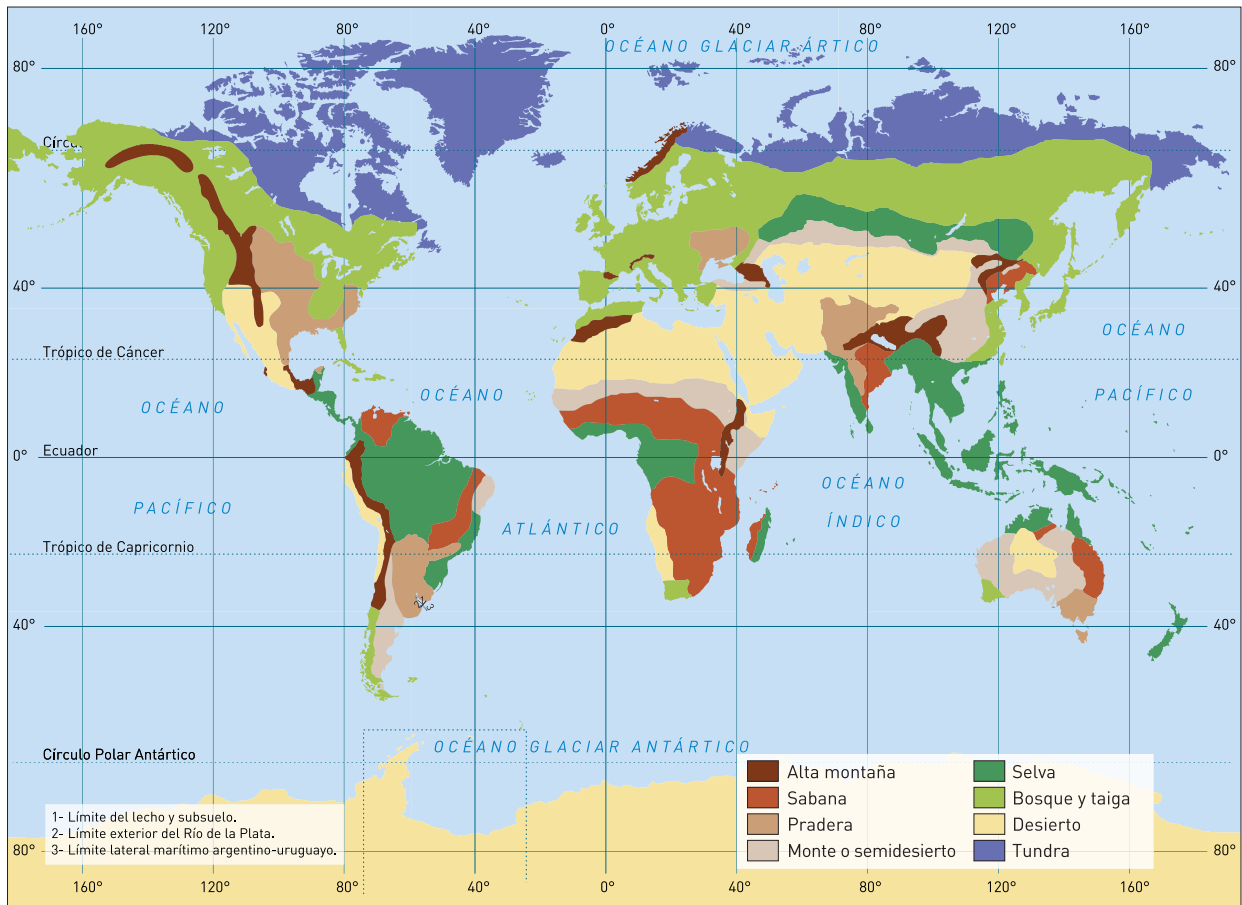 160° 120° 80° 40° 0° 40° 80° 120° 160°
OCÉANO GLACIAR ÁRTICO
80° 80°
Círcu
40° 40°
OCÉANO
Trópico de Cáncer
OCÉANO OCÉANO PACÍFICO
Ecuador
0° 0°
OCÉANO
PACÍFICO
ÍNDICO
ATLÁNTICO
Trópico de Capricornio
40° 40°
Círculo Polar Antártico
OCÉANO GLACIAR ANTÁRTICO
Alta montaña
Sabana
Pradera
Monte o semidesierto
Selva
Bosque y taiga
Desierto
Tundra
1- Límite del lecho y subsuelo.
2- Límite exterior del Río de la Plata.
3- Límite lateral marítimo argentino-uruguayo.
80° 80°
160° 120° 80° 40° 0° 40° 80° 120° 160°